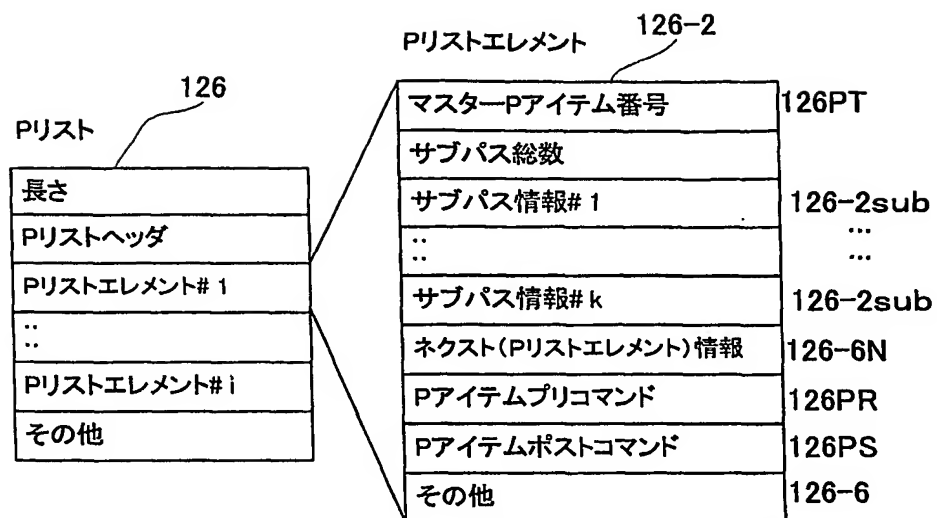 Pリストエレメント
126-2
126
Pリスト
長さ
Pリストヘッダ
Pリストエレメント#1
::
::
Pリストエレメント#i
その他
マスターPアイテム番号
126PT
サブパス総数
サブパス情報#1
126-2sub
::
...
::
...
サブパス情報#k
126-2sub
ネクスト(Pリストエレメント)情報
126-6N
Pアイテムプリコマンド
126PR
Pアイテムポストコマンド
126PS
その他
126-6